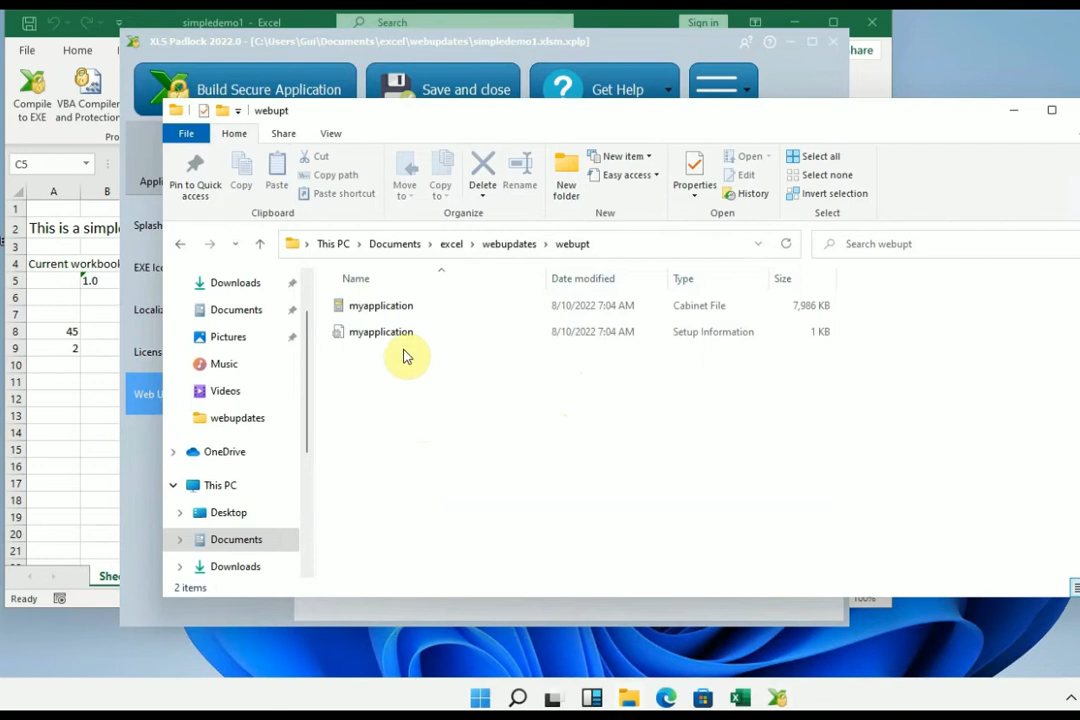 simpledemo1 - Excel
Search
Sign in
File
Home
hare
XLS Padlock 2022.0 - [C:\Users\Gui\Documents\excel\webupdates\simpledemo1.xlsm.xplp]
Build Secure Application
Save and close
Get Help
Compile to EXE
VBA Compiler and Protection
Pro
C5
A
B
1
2
This is a simple
3
4
Current workbook
5
1.0
6
7
8
45
9
2
10
11
12
13
14
15
16
17
18
19
20
21
Appli
Splash
EXE Ico
Localiz
Licens
Web U
Shee
Ready
100%
webupt
File
Home
Share
View
Pin to Quick access
Copy
Paste
Cut
Copy path
Paste shortcut
Clipboard
Move to
Copy to
Delete
Rename
Organize
New folder
New item
Easy access
New
Properties
Open
Edit
History
Open
Select all
Select none
Invert selection
Select
This PC > Documents > excel > webupdates > webupt
Search webupt
Name
Date modified
Type
Size
myapplication
8/10/2022 7:04 AM
Cabinet File
7,986 KB
myapplication
8/10/2022 7:04 AM
Setup Information
1 KB
Downloads
Documents
Pictures
Music
Videos
webupdates
OneDrive
This PC
Desktop
Documents
Downloads
2 items